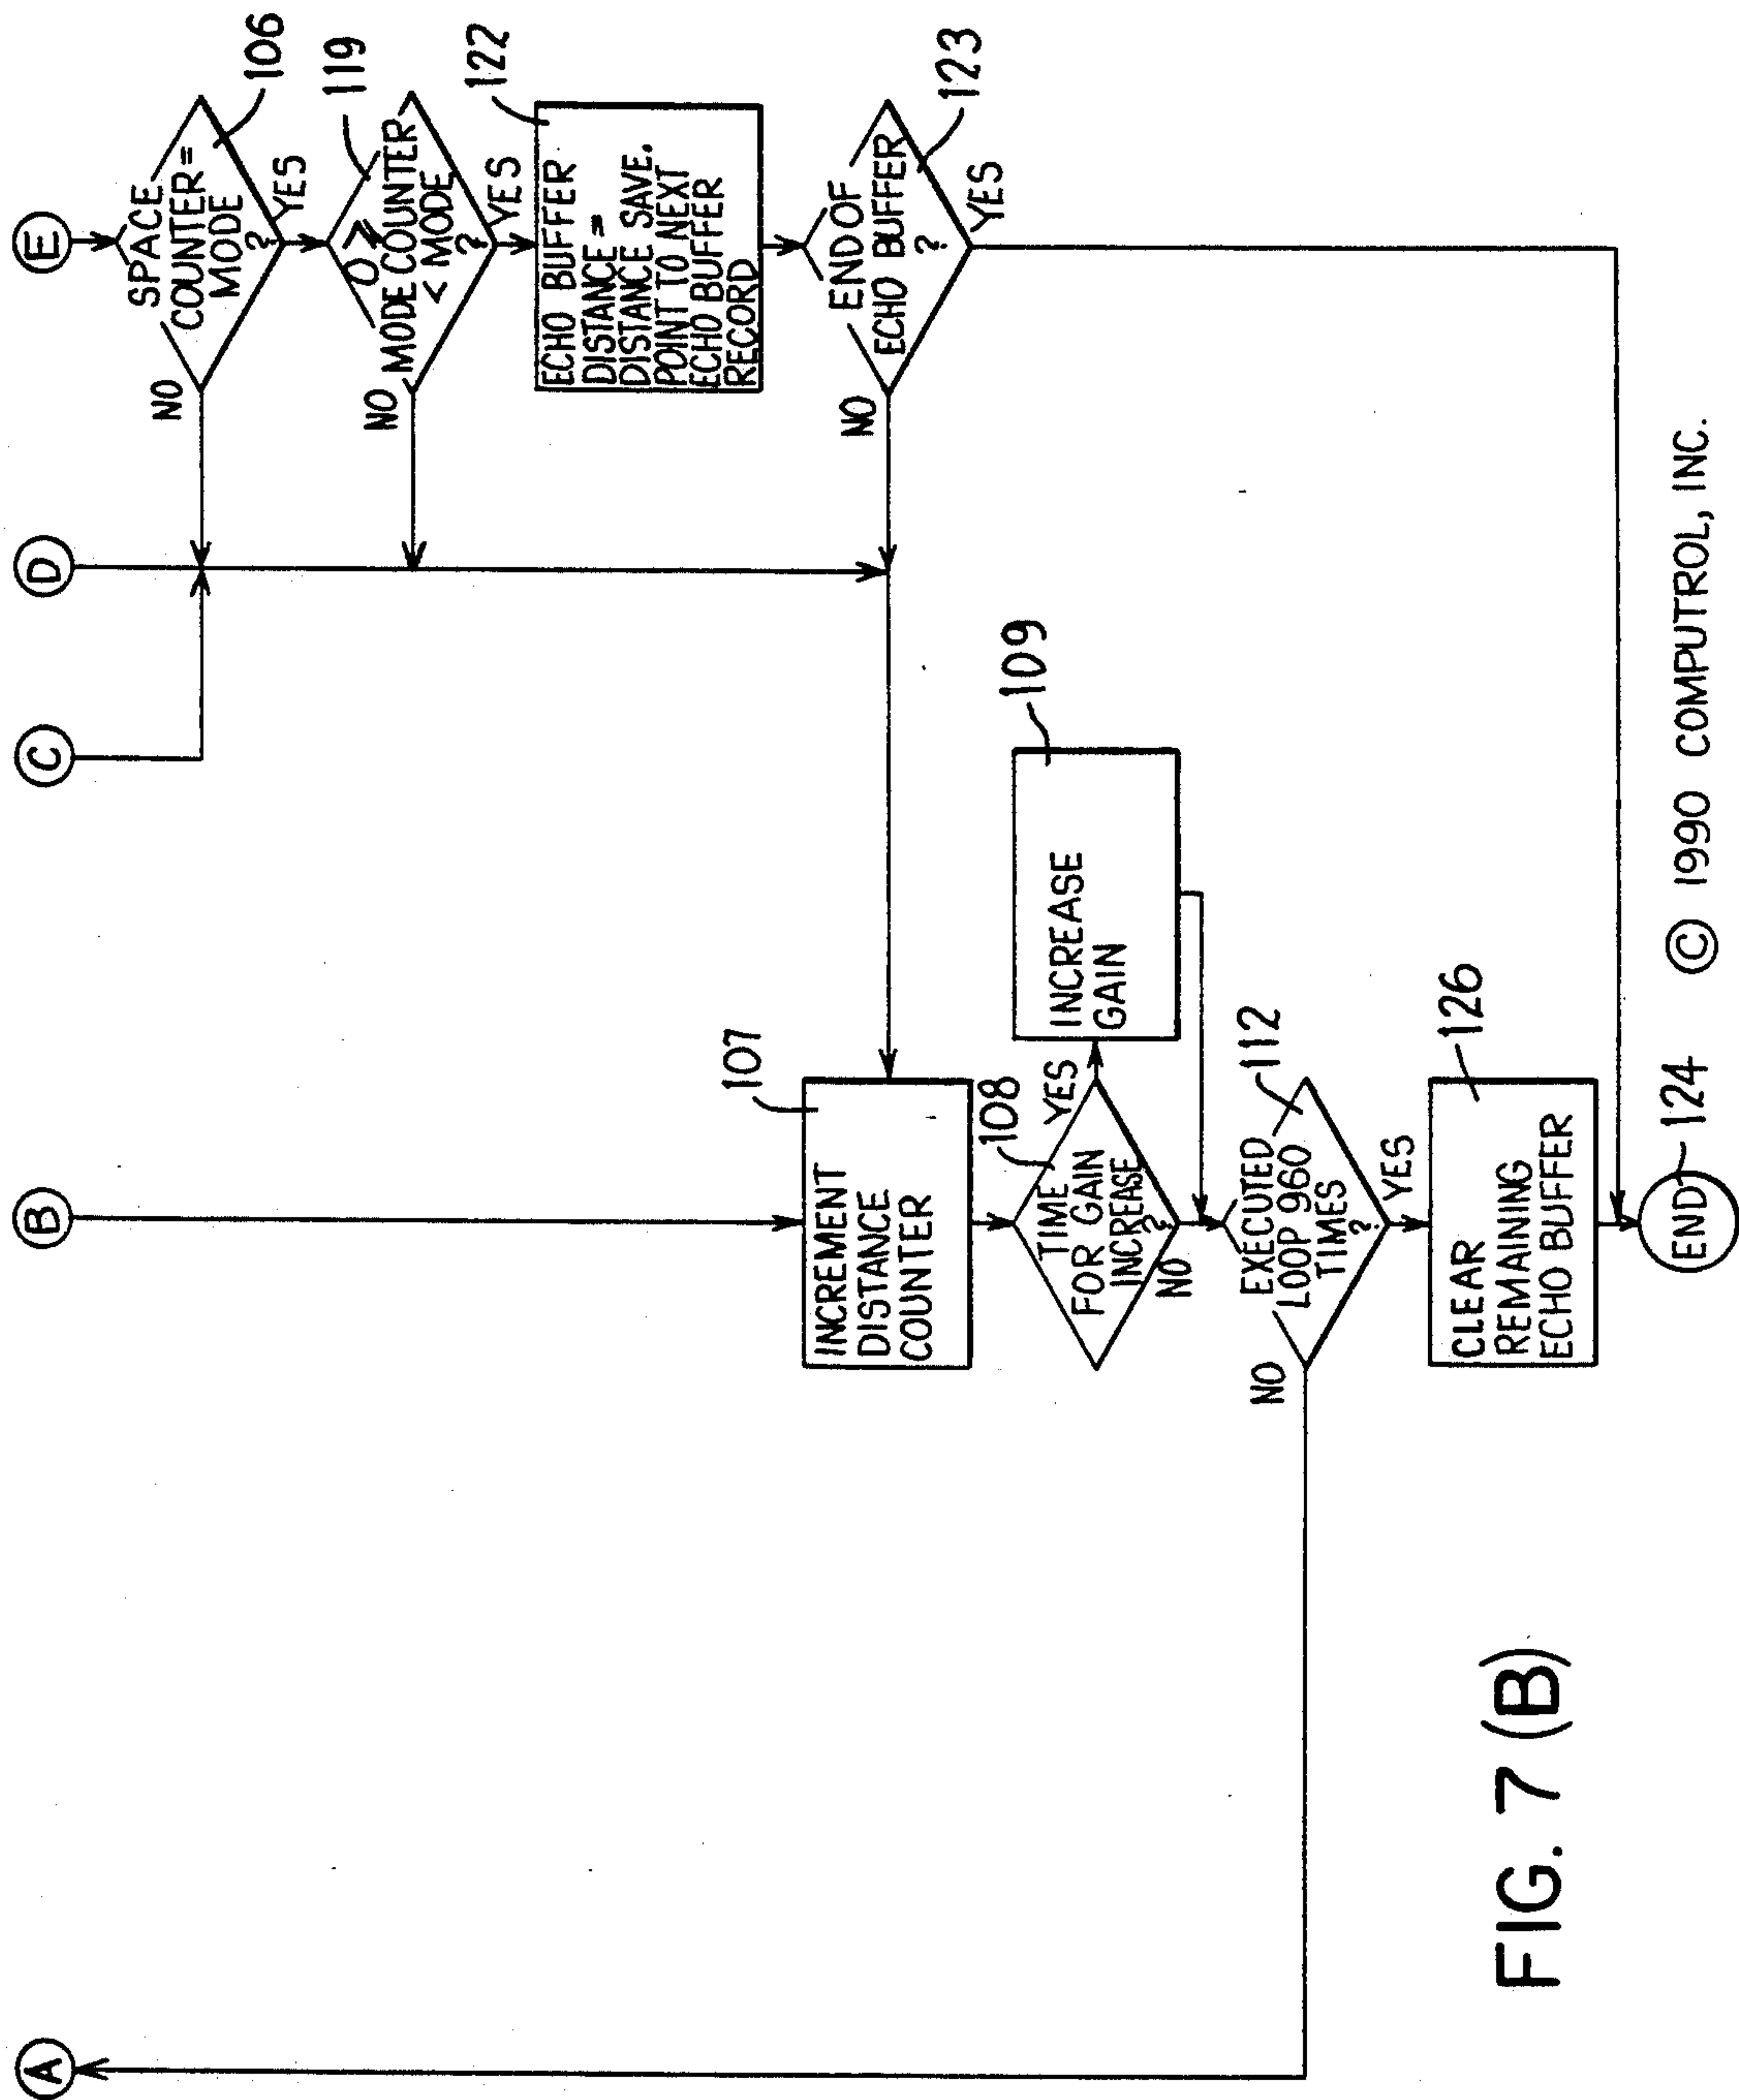 A
B
C
D
E
SPACE
COUNTER =
MODE
?
106
NO
YES
119
0 ⩾
MODE COUNTER
< MODE
?
NO
YES
122
ECHO BUFFER
DISTANCE =
DISTANCE SAVE.
POINT TO NEXT
ECHO BUFFER
RECORD
123
END OF
ECHO BUFFER
?
NO
YES
107
INCREMENT
DISTANCE
COUNTER
108
TIME
FOR GAIN
INCREASE
?
YES
NO
109
INCREASE
GAIN
112
EXECUTED
LOOP 960
TIMES
?
NO
YES
126
CLEAR
REMAINING
ECHO BUFFER
END
124
© 1990 COMPUTROL, INC.
FIG. 7 (B)